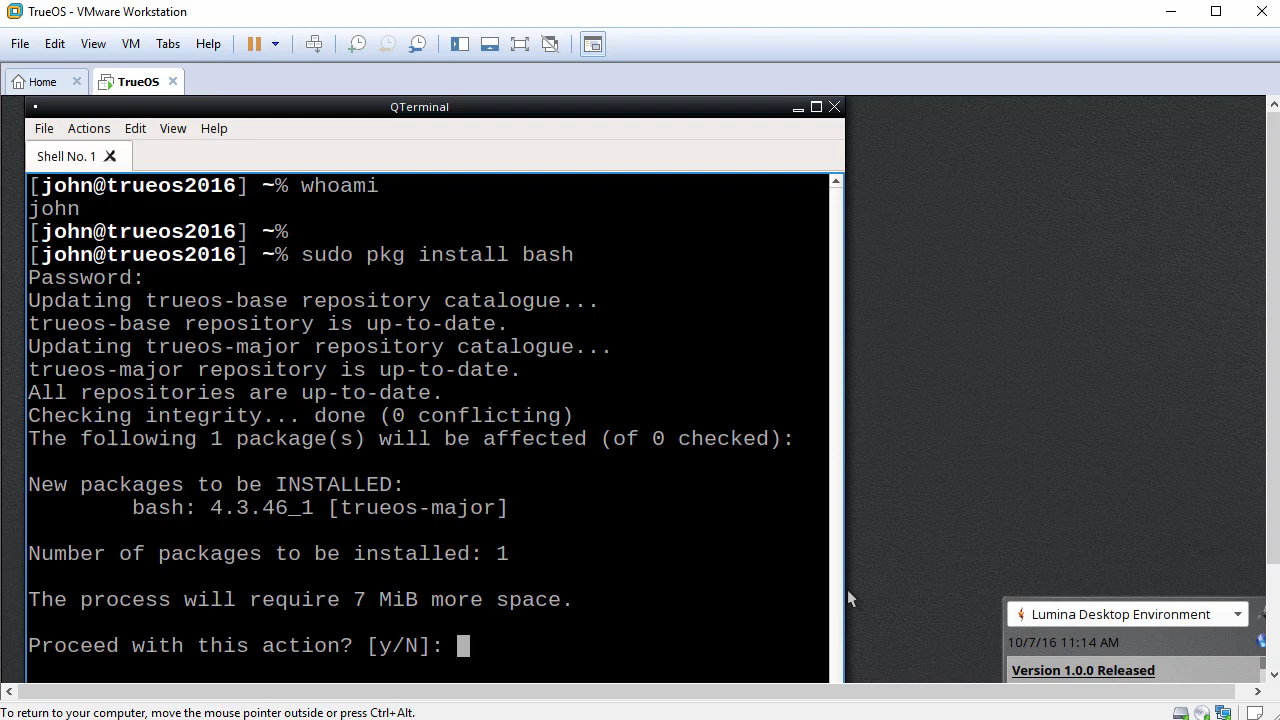 TrueOS - VMware Workstation
File Edit View VM Tabs Help
Home TrueOS
QTerminal
File Actions Edit View Help
Shell No. 1
[john@trueos2016] ~% whoami
john
[john@trueos2016] ~%
[john@trueos2016] ~% sudo pkg install bash
Password:
Updating trueos-base repository catalogue...
trueos-base repository is up-to-date.
Updating trueos-major repository catalogue...
trueos-major repository is up-to-date.
All repositories are up-to-date.
Checking integrity... done (0 conflicting)
The following 1 package(s) will be affected (of 0 checked):
New packages to be INSTALLED:
bash: 4.3.46_1 [trueos-major]
Number of packages to be installed: 1
The process will require 7 MiB more space.
Proceed with this action? [y/N]:
Lumina Desktop Environment
10/7/16 11:14 AM
Version 1.0.0 Released
To return to your computer, move the mouse pointer outside or press Ctrl+Alt.